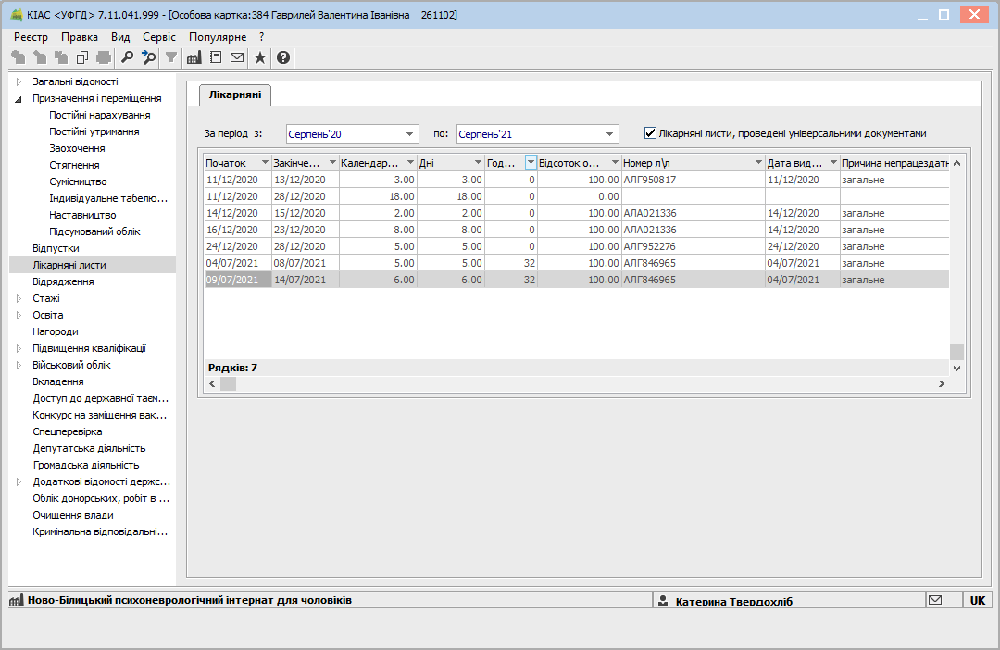 КІАС <УФГД> 7.11.041.999 - [Особова картка:384 Гаврилей Валентина Іванівна 261102]
Реєстр Правка Вид Сервіс Популярне ?
Загальні відомості
Призначення і переміщення
Постійні нарахування
Постійні утримання
Заохочення
Стягнення
Сумісництво
Індивідуальне табелю...
Наставництво
Підсумований облік
Відпустки
Лікарняні листи
Відрядження
Стажі
Освіта
Нагороди
Підвищення кваліфікації
Військовий облік
Вкладення
Доступ до державної таєм...
Конкурс на заміщення вак...
Спецперевірка
Депутатська діяльність
Громадська діяльність
Додаткові відомості держс...
Облік донорських, робіт в ...
Очищення влади
Кримінальна відповідальні...
Лікарняні
За період з: Серпень'20 по: Серпень'21 Лікарняні листи, проведені універсальними документами
Початок Закінче... Календар... Дні Год... Відсоток о... Номер л\п Дата вид... Причина непрацездатн
11/12/2020 13/12/2020 3.00 3.00 0 100.00 АЛГ950817 11/12/2020 загальне
11/12/2020 28/12/2020 18.00 18.00 0 0.00
14/12/2020 15/12/2020 2.00 2.00 0 100.00 АЛА021336 14/12/2020 загальне
16/12/2020 23/12/2020 8.00 8.00 0 100.00 АЛА021336 14/12/2020 загальне
24/12/2020 28/12/2020 5.00 5.00 0 100.00 АЛГ952276 24/12/2020 загальне
04/07/2021 08/07/2021 5.00 5.00 32 100.00 АЛГ846965 04/07/2021 загальне
09/07/2021 14/07/2021 6.00 6.00 32 100.00 АЛГ846965 04/07/2021 загальне
Рядків: 7
Ново-Білицький психоневрологічний інтернат для чоловіків Катерина Твердохліб UK